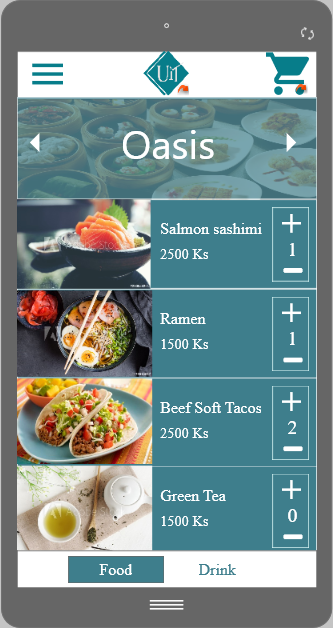 UiT
Oasis
Salmon sashimi
2500 Ks
1
Ramen
1500 Ks
1
Beef Soft Tacos
2500 Ks
2
Green Tea
1500 Ks
0
Food
Drink